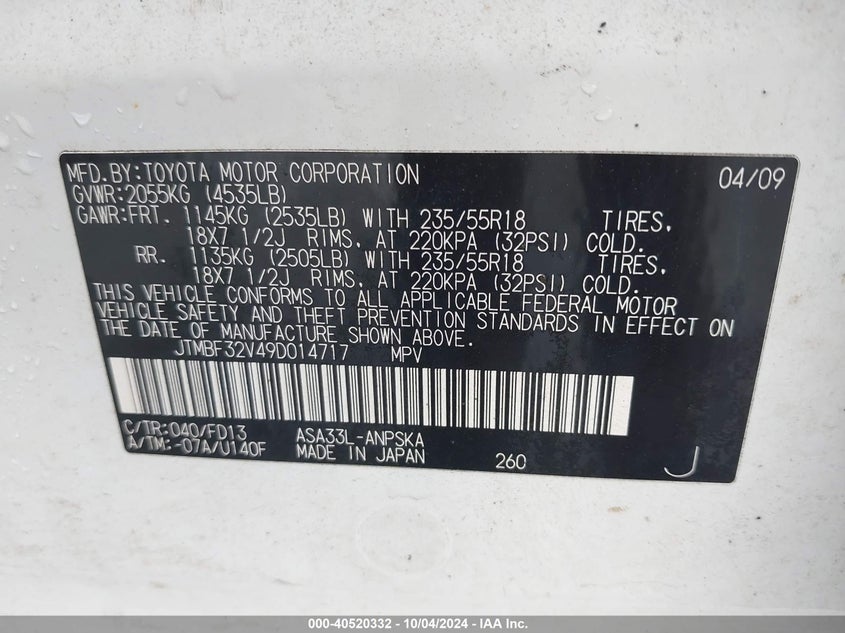 MFD.BY:TOYOTA MOTOR CORPORATION 04/09
GVWR:2055KG (4535LB)
GAWR:FRT. 1145KG (2535LB) WITH 235/55R18 TIRES,
18X7 1/2J RIMS, AT 220KPA (32PSI) COLD.
RR. 1135KG (2505LB) WITH 235/55R18 TIRES,
18X7 1/2J RIMS, AT 220KPA (32PSI) COLD.
THIS VEHICLE CONFORMS TO ALL APPLICABLE FEDERAL MOTOR
VEHICLE SAFETY AND THEFT PREVENTION STANDARDS IN EFFECT ON
THE DATE OF MANUFACTURE SHOWN ABOVE.
JTMBF32V49D014717 MPV
C/TR:040/FD13 ASA33L-ANPSKA
A/TM:-07A/U140F MADE IN JAPAN 260 J
000-40520332 - 10/04/2024 - IAA Inc.